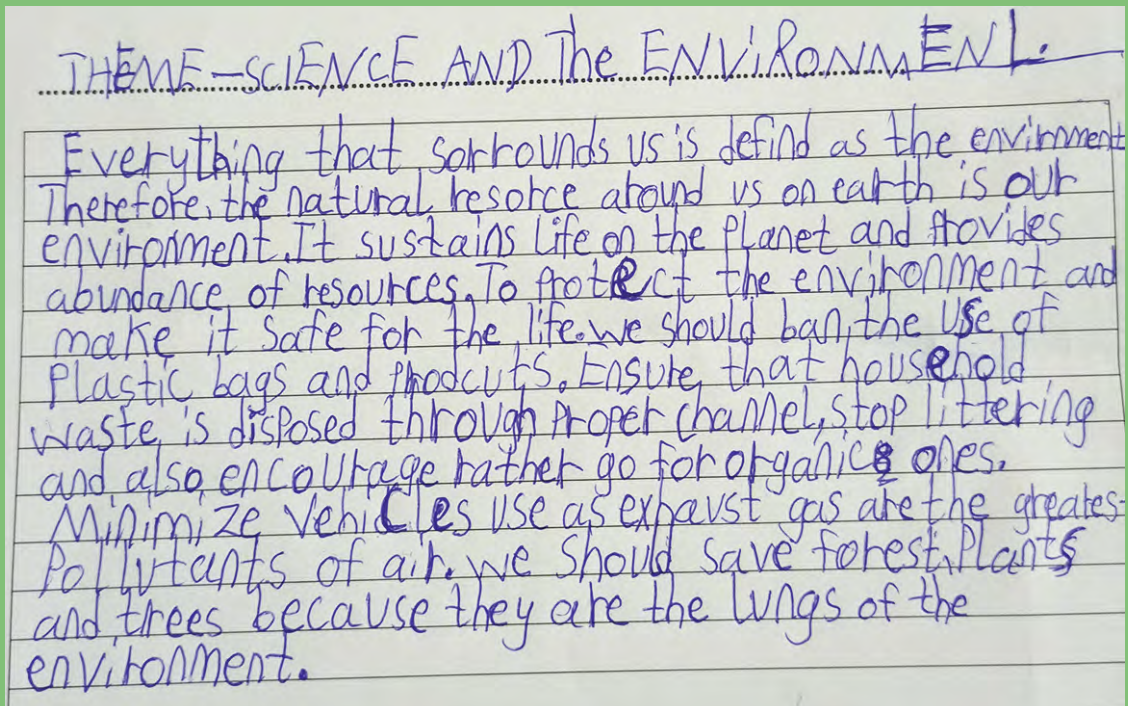 THEME-SCIENCE AND The ENViRONMENT.
Everything that sorrounds us is defind as the envirnment
Therefore, the natural resorce around us on earth is our
environment. It sustains life on the Planet and Provides
abundance of resources. To Protect the environment and
make it safe for the life. we should ban, the use of
Plastic bags and Prodcuts. Ensure that household
waste is disposed through Proper channel, stop littering
and also encourage rather go for organics ones.
Minimize VehiCles use as exhaust gas are the greates
Pollutants of air. we should save forest, Plants
and trees because they are the lungs of the
environment.